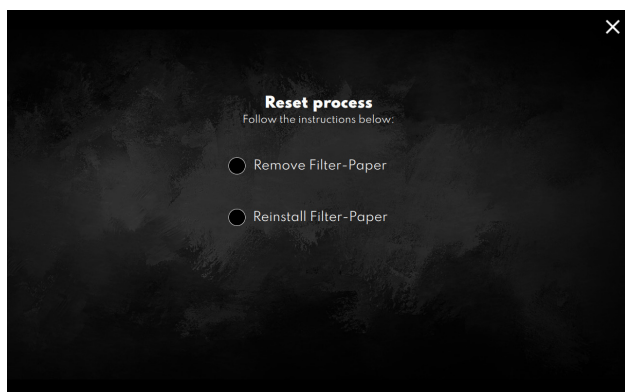 Reset process
Follow the instructions below:
Remove Filter-Paper
Reinstall Filter-Paper